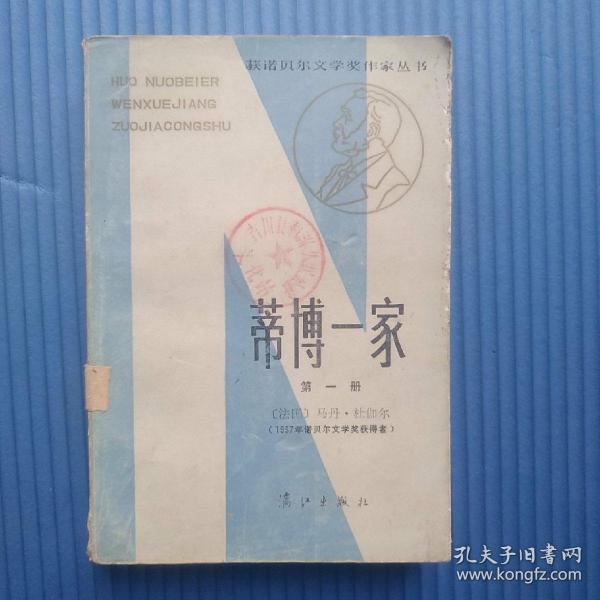 获诺贝尔文学奖作家丛书
HUO NUOBEIER
WENXUEJIANG
ZUOJIACONGSHU
蒂博一家
第一册
〔法国〕马丹·杜伽尔
(1937年诺贝尔文学奖获得者)
漓江出版社
孔夫子旧书网
www.kongfz.com